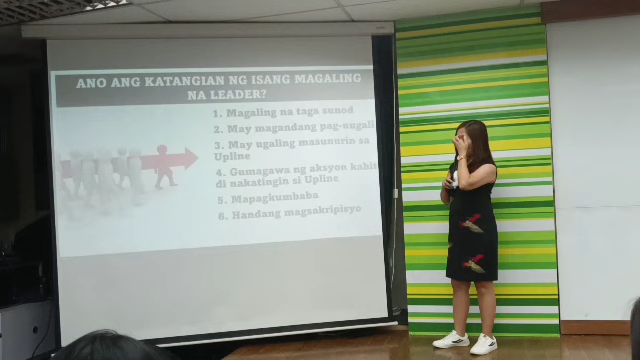 ANO ANG KATANGIAN NG ISANG MAGALING
NA LEADER?
1. Magaling na taga sunod
2. May magandang pag-uugali
3. May ugaling masunurin sa
Upline
4. Gumagawa ng aksyon kahit
di nakatingin si Upline
5. Mapagkumbaba
6. Handang magsakripisyo